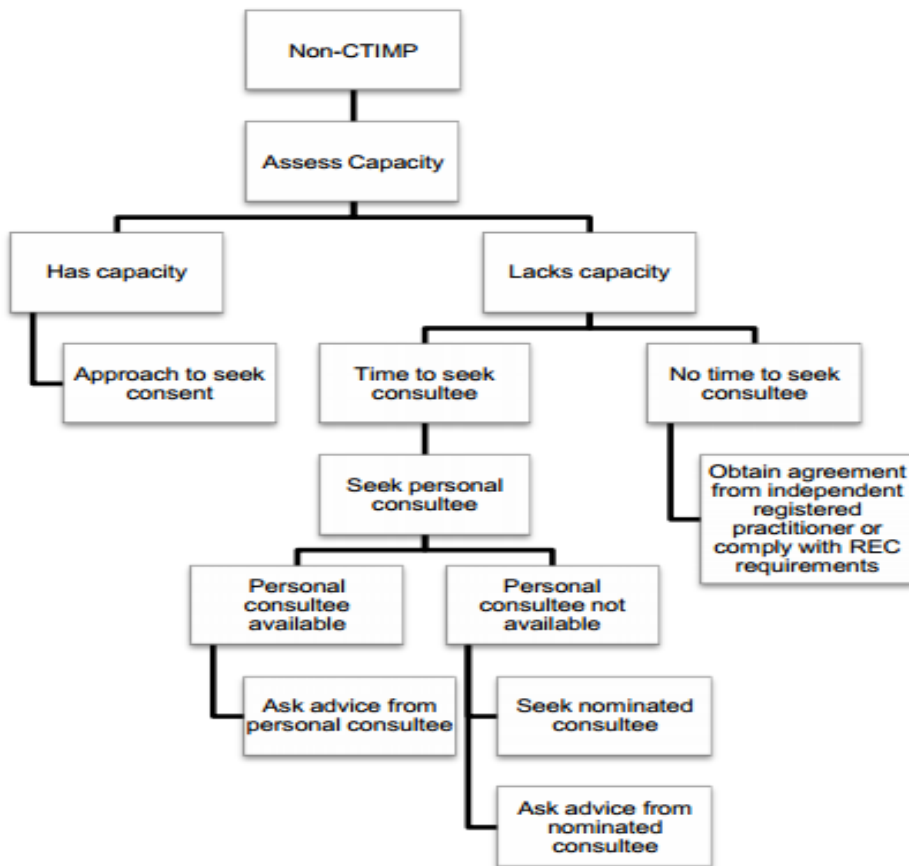 Non-CTIMP
Assess Capacity
Has capacity
Lacks capacity
Approach to seek
consent
Time to seek
consultee
No time to seek
consultee
Seek personal
consultee
Obtain agreement
from independent
registered
practitioner or
comply with REC
requirements
Personal
consultee
available
Personal
consultee not
available
Ask advice from
personal consultee
Seek nominated
consultee
Ask advice from
nominated
consultee